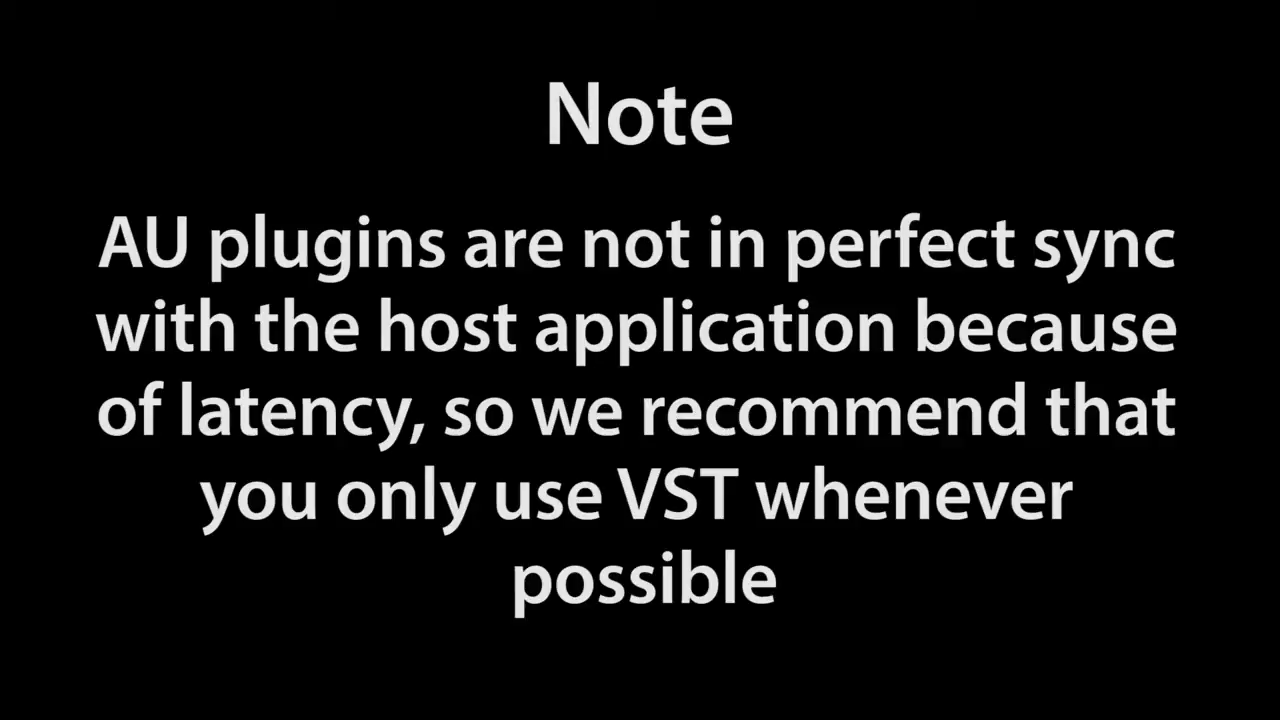 Note
AU plugins are not in perfect sync
with the host application because
of latency, so we recommend that
you only use VST whenever
possible